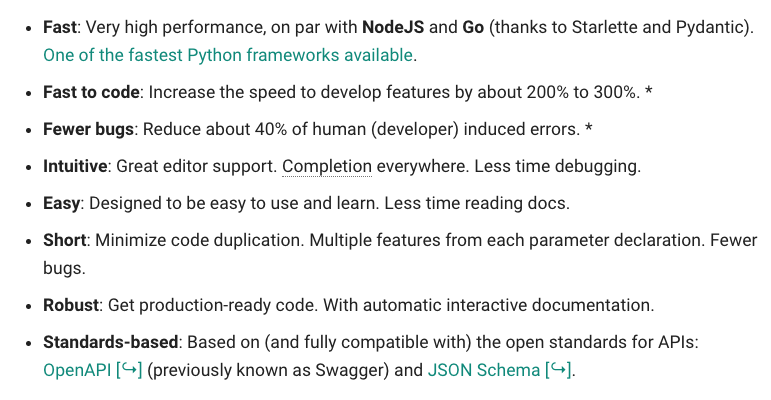 • Fast: Very high performance, on par with NodeJS and Go (thanks to Starlette and Pydantic).
One of the fastest Python frameworks available.
• Fast to code: Increase the speed to develop features by about 200% to 300%. *
• Fewer bugs: Reduce about 40% of human (developer) induced errors. *
• Intuitive: Great editor support. Completion everywhere. Less time debugging.
• Easy: Designed to be easy to use and learn. Less time reading docs.
• Short: Minimize code duplication. Multiple features from each parameter declaration. Fewer
bugs.
• Robust: Get production-ready code. With automatic interactive documentation.
• Standards-based: Based on (and fully compatible with) the open standards for APIs:
OpenAPI [↪] (previously known as Swagger) and JSON Schema [↪].